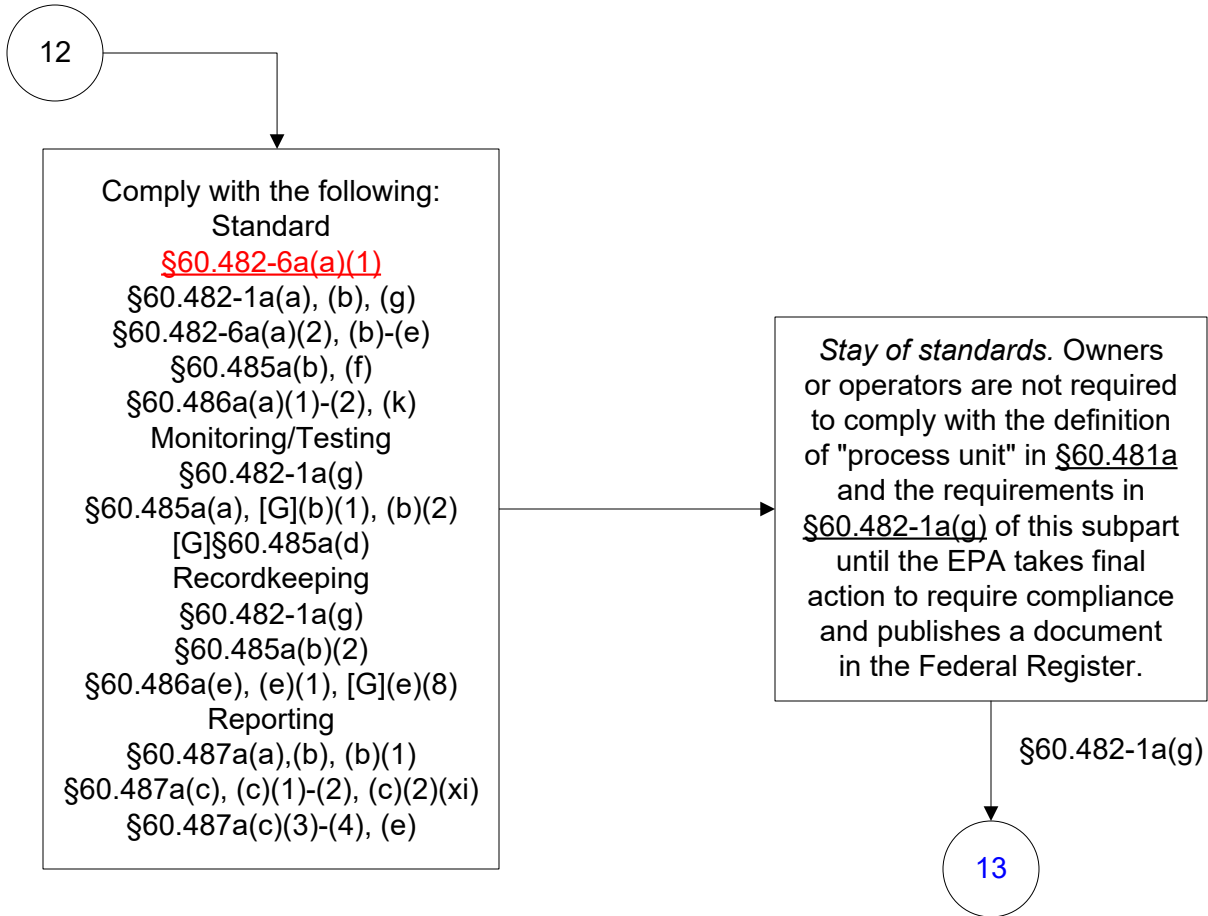 12
Comply with the following:
Standard
§60.482-6a(a)(1)
§60.482-1a(a), (b), (g)
§60.482-6a(a)(2), (b)-(e)
§60.485a(b), (f)
§60.486a(a)(1)-(2), (k)
Monitoring/Testing
§60.482-1a(g)
§60.485a(a), [G](b)(1), (b)(2)
[G]§60.485a(d)
Recordkeeping
§60.482-1a(g)
§60.485a(b)(2)
§60.486a(e), (e)(1), [G](e)(8)
Reporting
§60.487a(a),(b), (b)(1)
§60.487a(c), (c)(1)-(2), (c)(2)(xi)
§60.487a(c)(3)-(4), (e)
Stay of standards. Owners
or operators are not required
to comply with the definition
of "process unit" in §60.481a
and the requirements in
§60.482-1a(g) of this subpart
until the EPA takes final
action to require compliance
and publishes a document
in the Federal Register.
§60.482-1a(g)
13